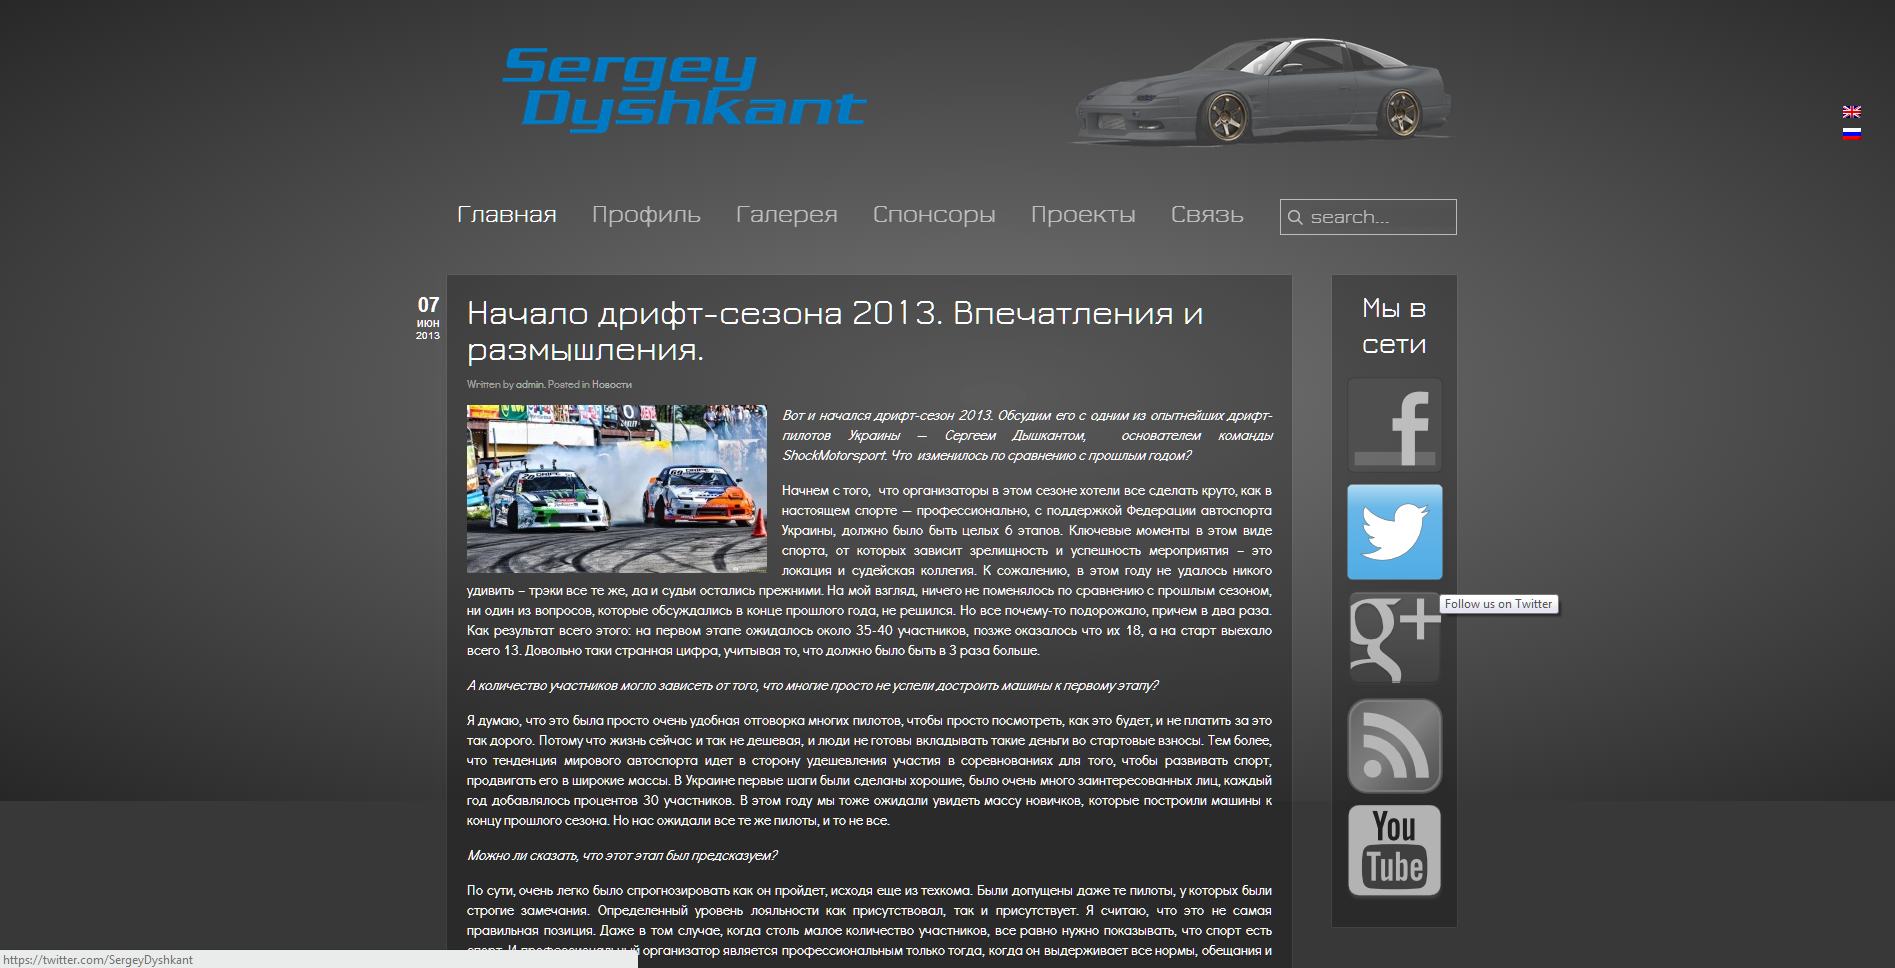 Sergey
Dyshkant
Главная Профиль Галерея Спонсоры Проекты Связь search...
07
июн
2013
Начало дрифт-сезона 2013. Впечатления и
размышления.
Written by admin. Posted in Новости
Вот и начался дрифт-сезон 2013. Обсудим его с одним из опытнейших дрифт-
пилотов Украины — Сергеем Дышкантом, основателем команды
ShockMotorsport. Что изменилось по сравнению с прошлым годом?
Начнем с того, что организаторы в этом сезоне хотели все сделать круто, как в
настоящем спорте — профессионально, с поддержкой Федерации автоспорта
Украины, должно было быть целых 6 этапов. Ключевые моменты в этом виде
спорта, от которых зависит зрелищность и успешность мероприятия – это
локация и судейская коллегия. К сожалению, в этом году не удалось никого
удивить – трэки все те же, да и судьи остались прежними. На мой взгляд, ничего не поменялось по сравнению с прошлым сезоном,
ни один из вопросов, которые обсуждались в конце прошлого года, не решился. Но все почему-то подорожало, причем в два раза.
Как результат всего этого: на первом этапе ожидалось около 35-40 участников, позже оказалось что их 18, а на старт выехало
всего 13. Довольно таки странная цифра, учитывая то, что должно было быть в 3 раза больше.
А количество участников могло зависеть от того, что многие просто не успели достроить машины к первому этапу?
Я думаю, что это была просто очень удобная отговорка многих пилотов, чтобы просто посмотреть, как это будет, и не платить за это
так дорого. Потому что жизнь сейчас и так не дешевая, и люди не готовы вкладывать такие деньги во стартовые взносы. Тем более,
что тенденция мирового автоспорта идет в сторону удешевления участия в соревнованиях для того, чтобы развивать спорт,
продвигать его в широкие массы. В Украине первые шаги были сделаны хорошие, было очень много заинтересованных лиц, каждый
год добавлялось процентов 30 участников. В этом году мы тоже ожидали увидеть массу новичков, которые построили машины к
концу прошлого сезона. Но нас ожидали все те же пилоты, и то не все.
Можно ли сказать, что этот этап был предсказуем?
По сути, очень легко было спрогнозировать как он пройдет, исходя еще из техкома. Были допущены даже те пилоты, у которых были
строгие замечания. Определенный уровень лояльности как присутствовал, так и присутствует. Я считаю, что это не самая
правильная позиция. Даже в том случае, когда столь малое количество участников, все равно нужно показывать, что спорт есть
спорт. И профессиональный организатор является профессиональным только тогда, когда он выдерживает все нормы, обещания и
Мы в
сети
f
Follow us on Twitter
g+
You
Tube
https://twitter.com/SergeyDyshkant